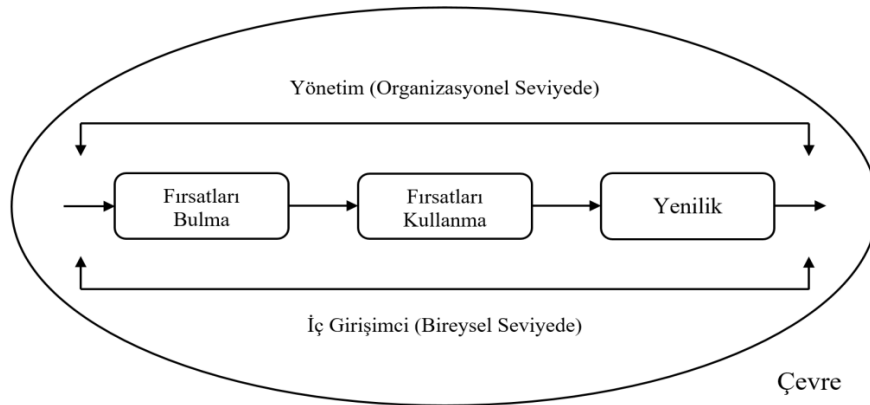 Yönetim (Organizasyonel Seviyede)
Fırsatları
Bulma
Fırsatları
Kullanma
Yenilik
İç Girişimci (Bireysel Seviyede)
Çevre